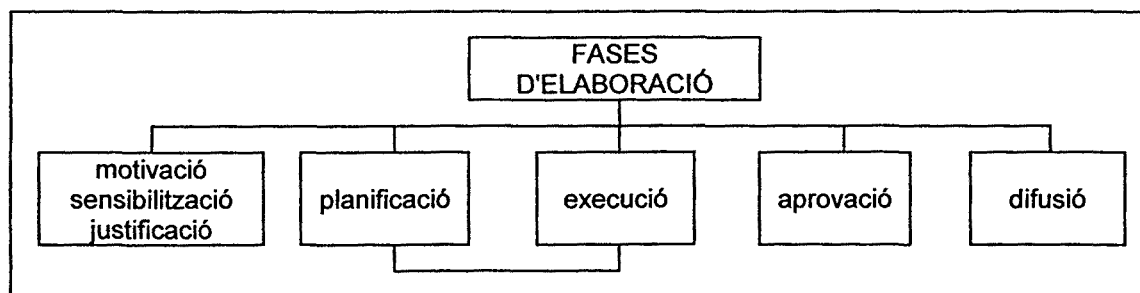 FASES
D'ELABORACIÓ
motivació
sensibilització
justificació
planificació
execució
aprovació
difusió